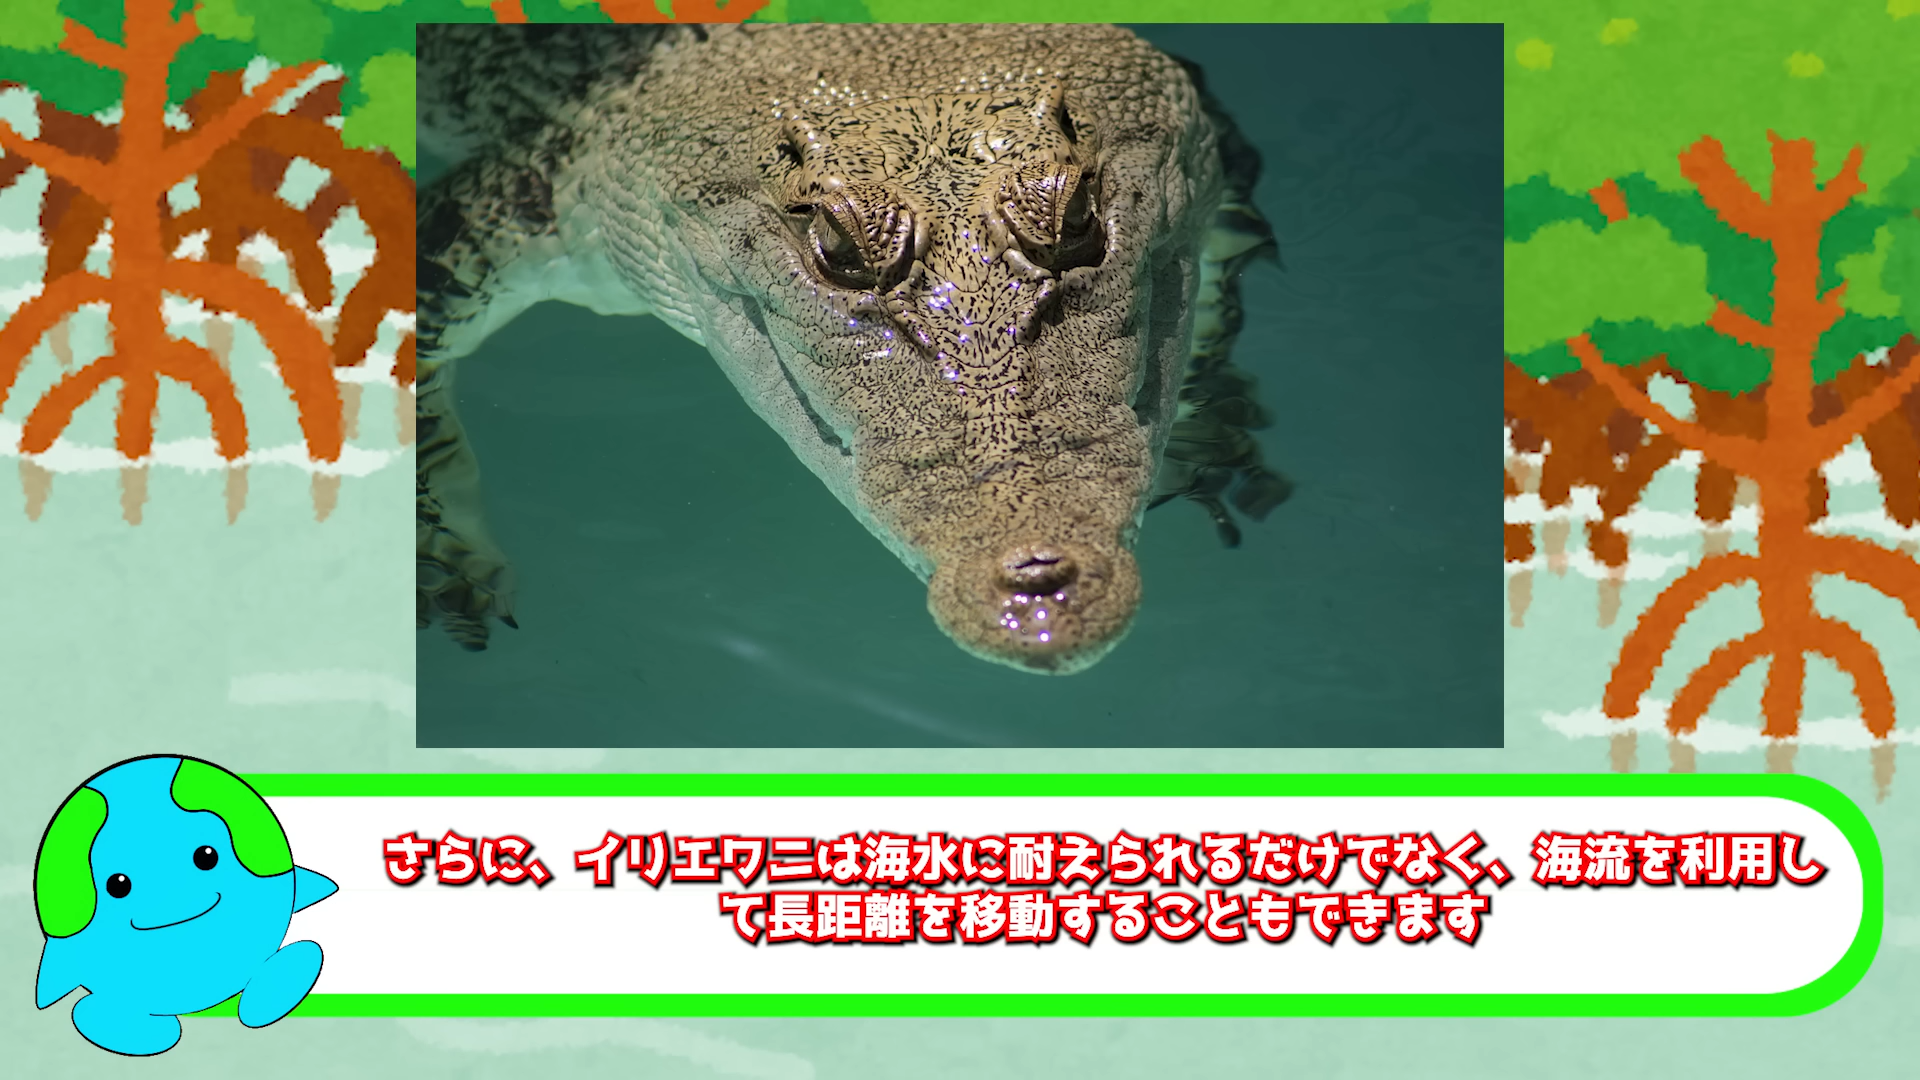 さらに、イリエワニは海水に耐えられるだけでなく、海流を利用し
て長距離を移動することもできます